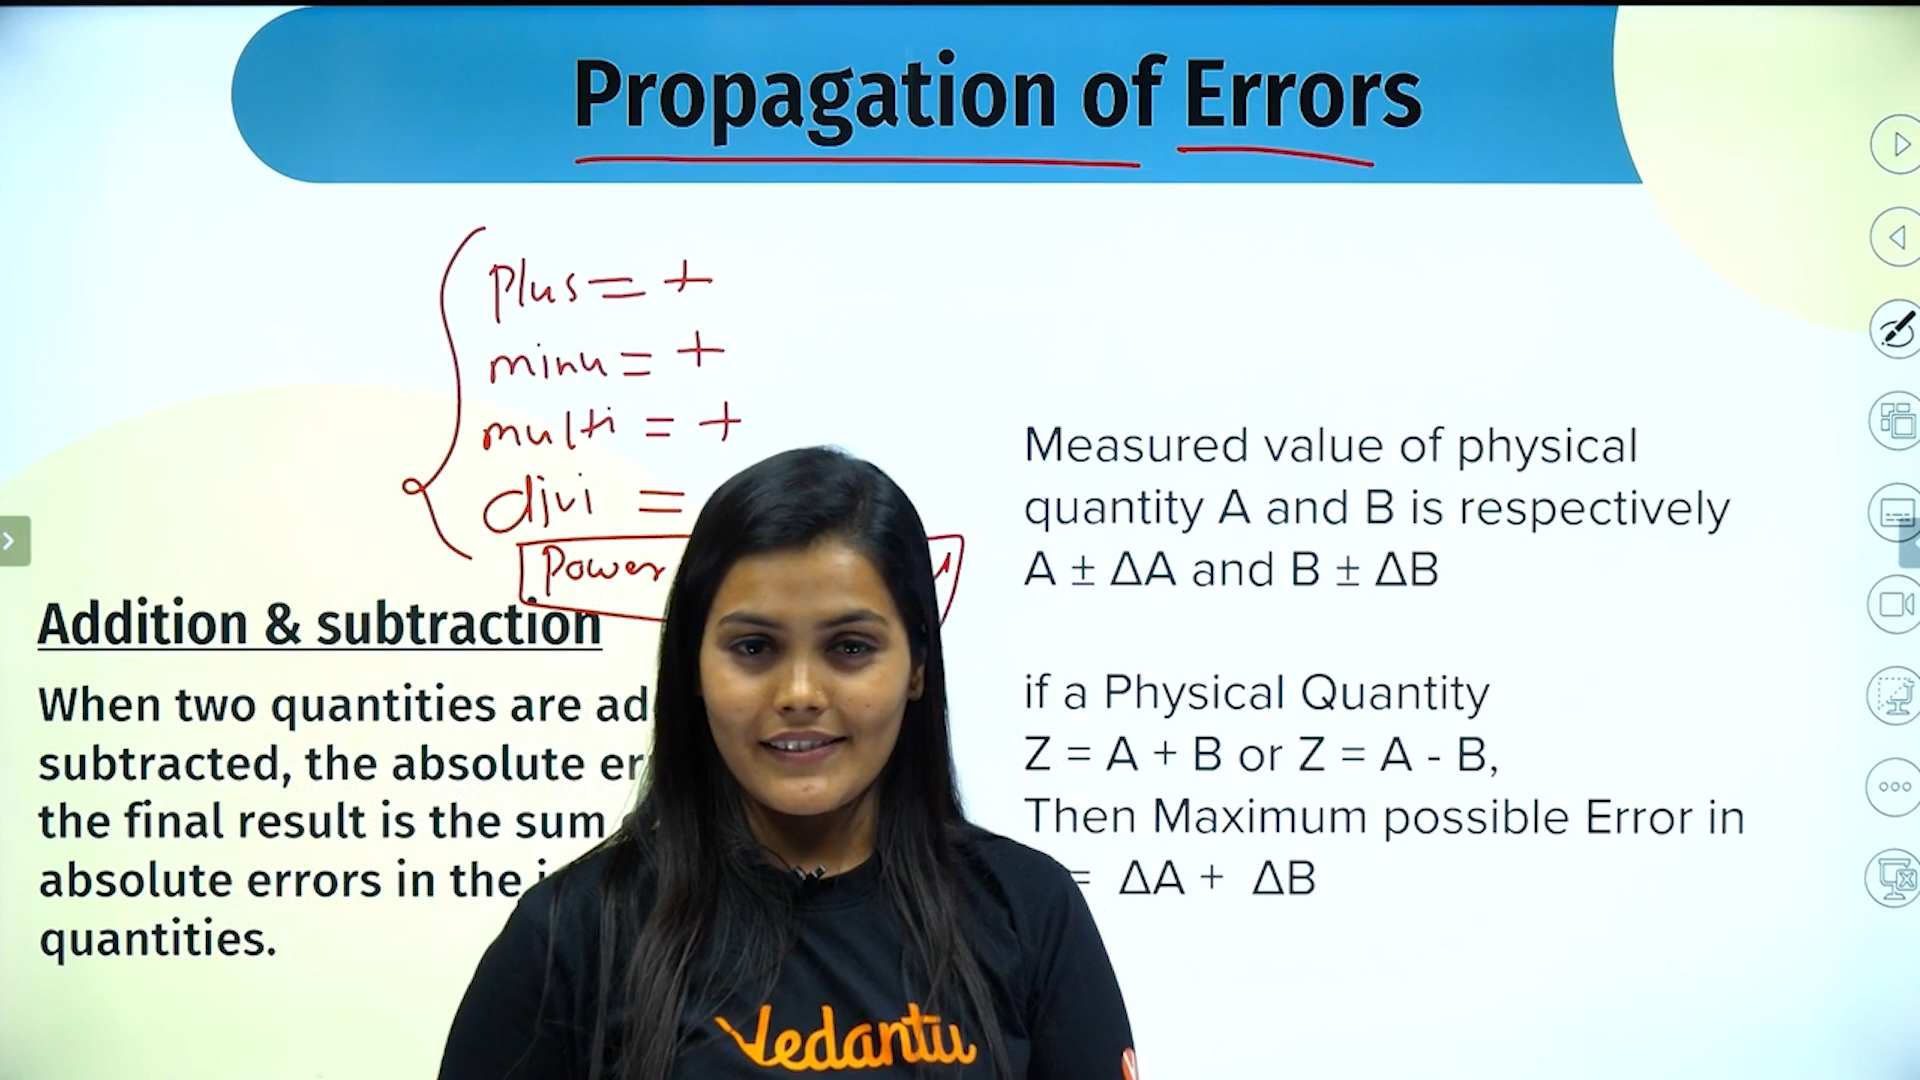 Propagation of Errors
plus = +
minu = +
multi = +
divi =
Power
Addition & subtraction
When two quantities are ad
subtracted, the absolute er
the final result is the sum
absolute errors in the
quantities.
Measured value of physical
quantity A and B is respectively
A ± ΔA and B ± ΔB
if a Physical Quantity
Z = A + B or Z = A - B,
Then Maximum possible Error in
= ΔA + ΔB
Vedantu